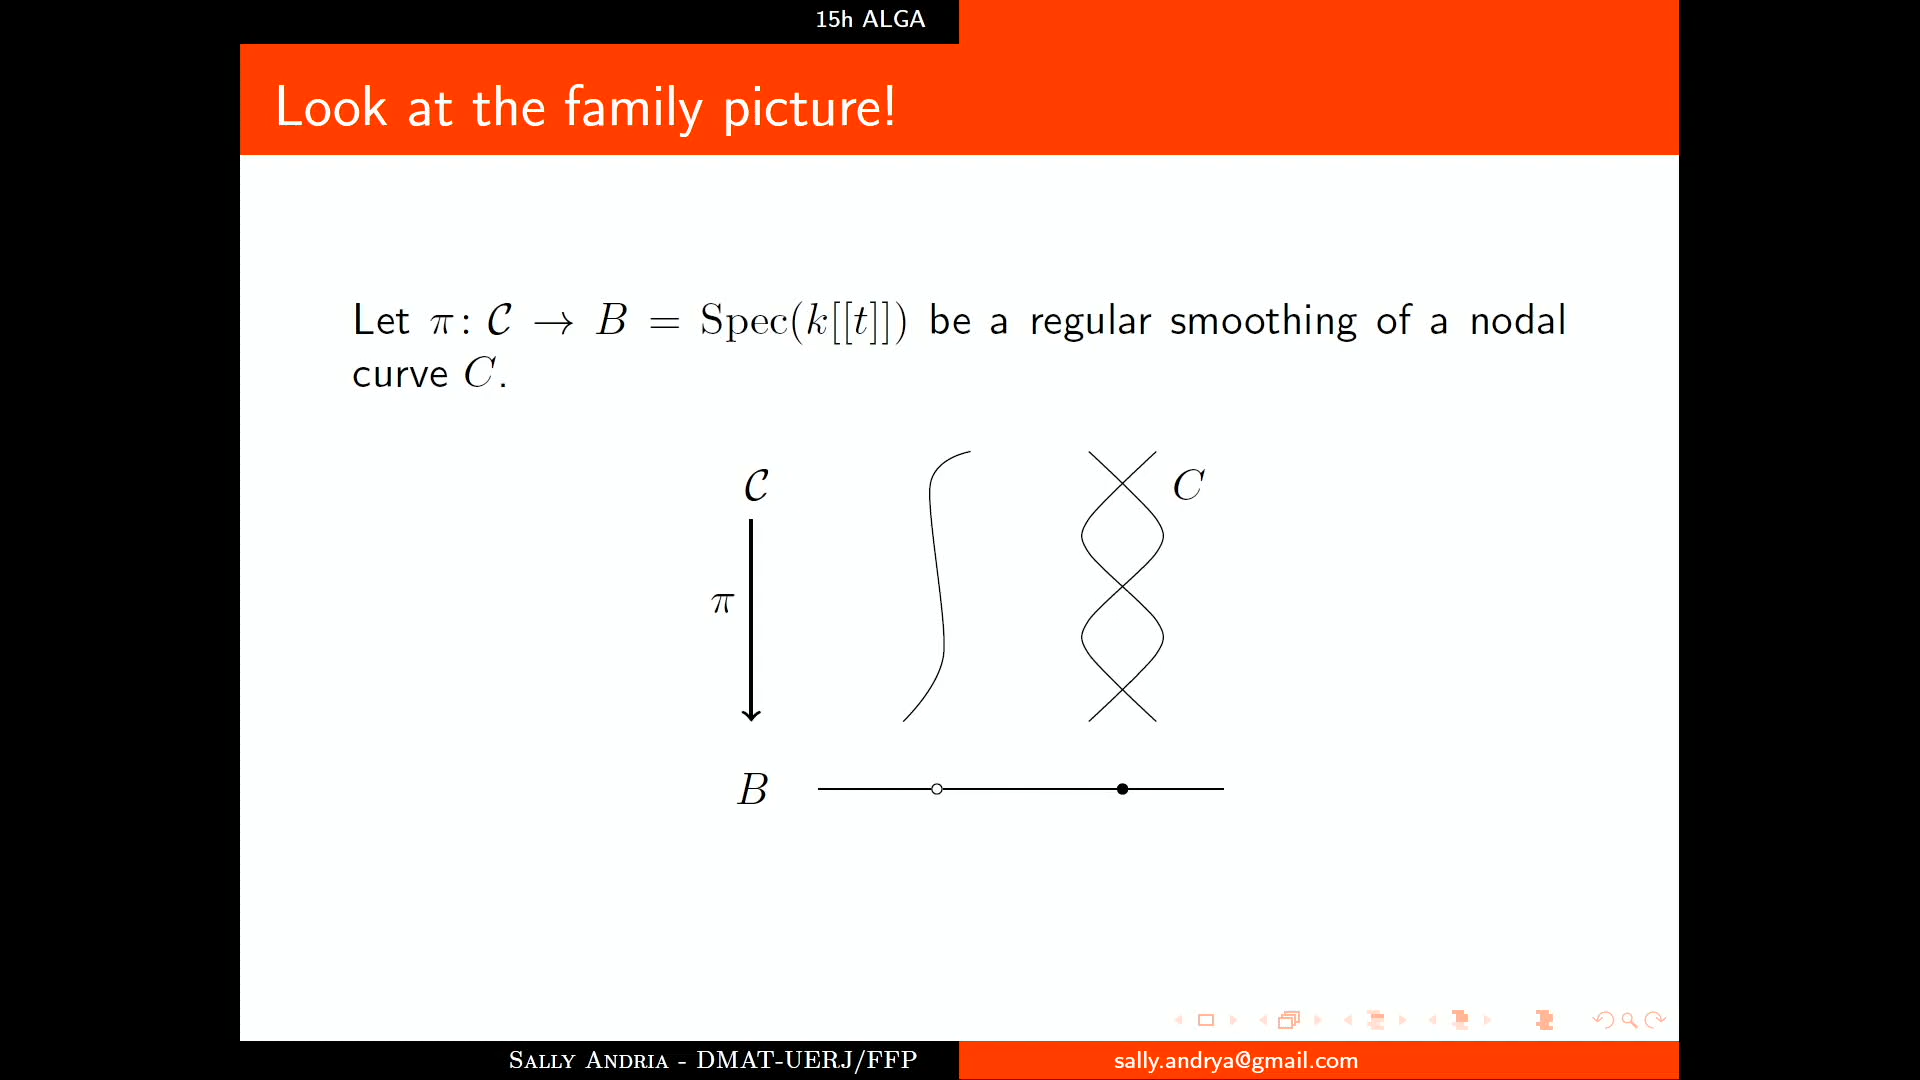 15h ALGA
Look at the family picture!
Let π: 𝒞 → B = Spec(k[[t]]) be a regular smoothing of a nodal
curve C.
𝒞
C
π
B
Sally Andria - DMAT-UERJ/FFP
sally.andrya@gmail.com